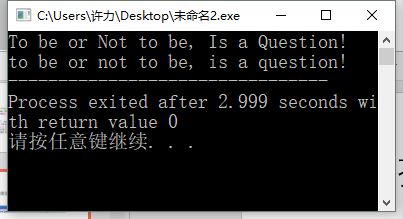 C:\Users\许力\Desktop\未命名2.exe
To be or Not to be, Is a Question!
to be or not to be, is a question!
--------------------------------
Process exited after 2.999 seconds wi
th return value 0
请按任意键继续. . .